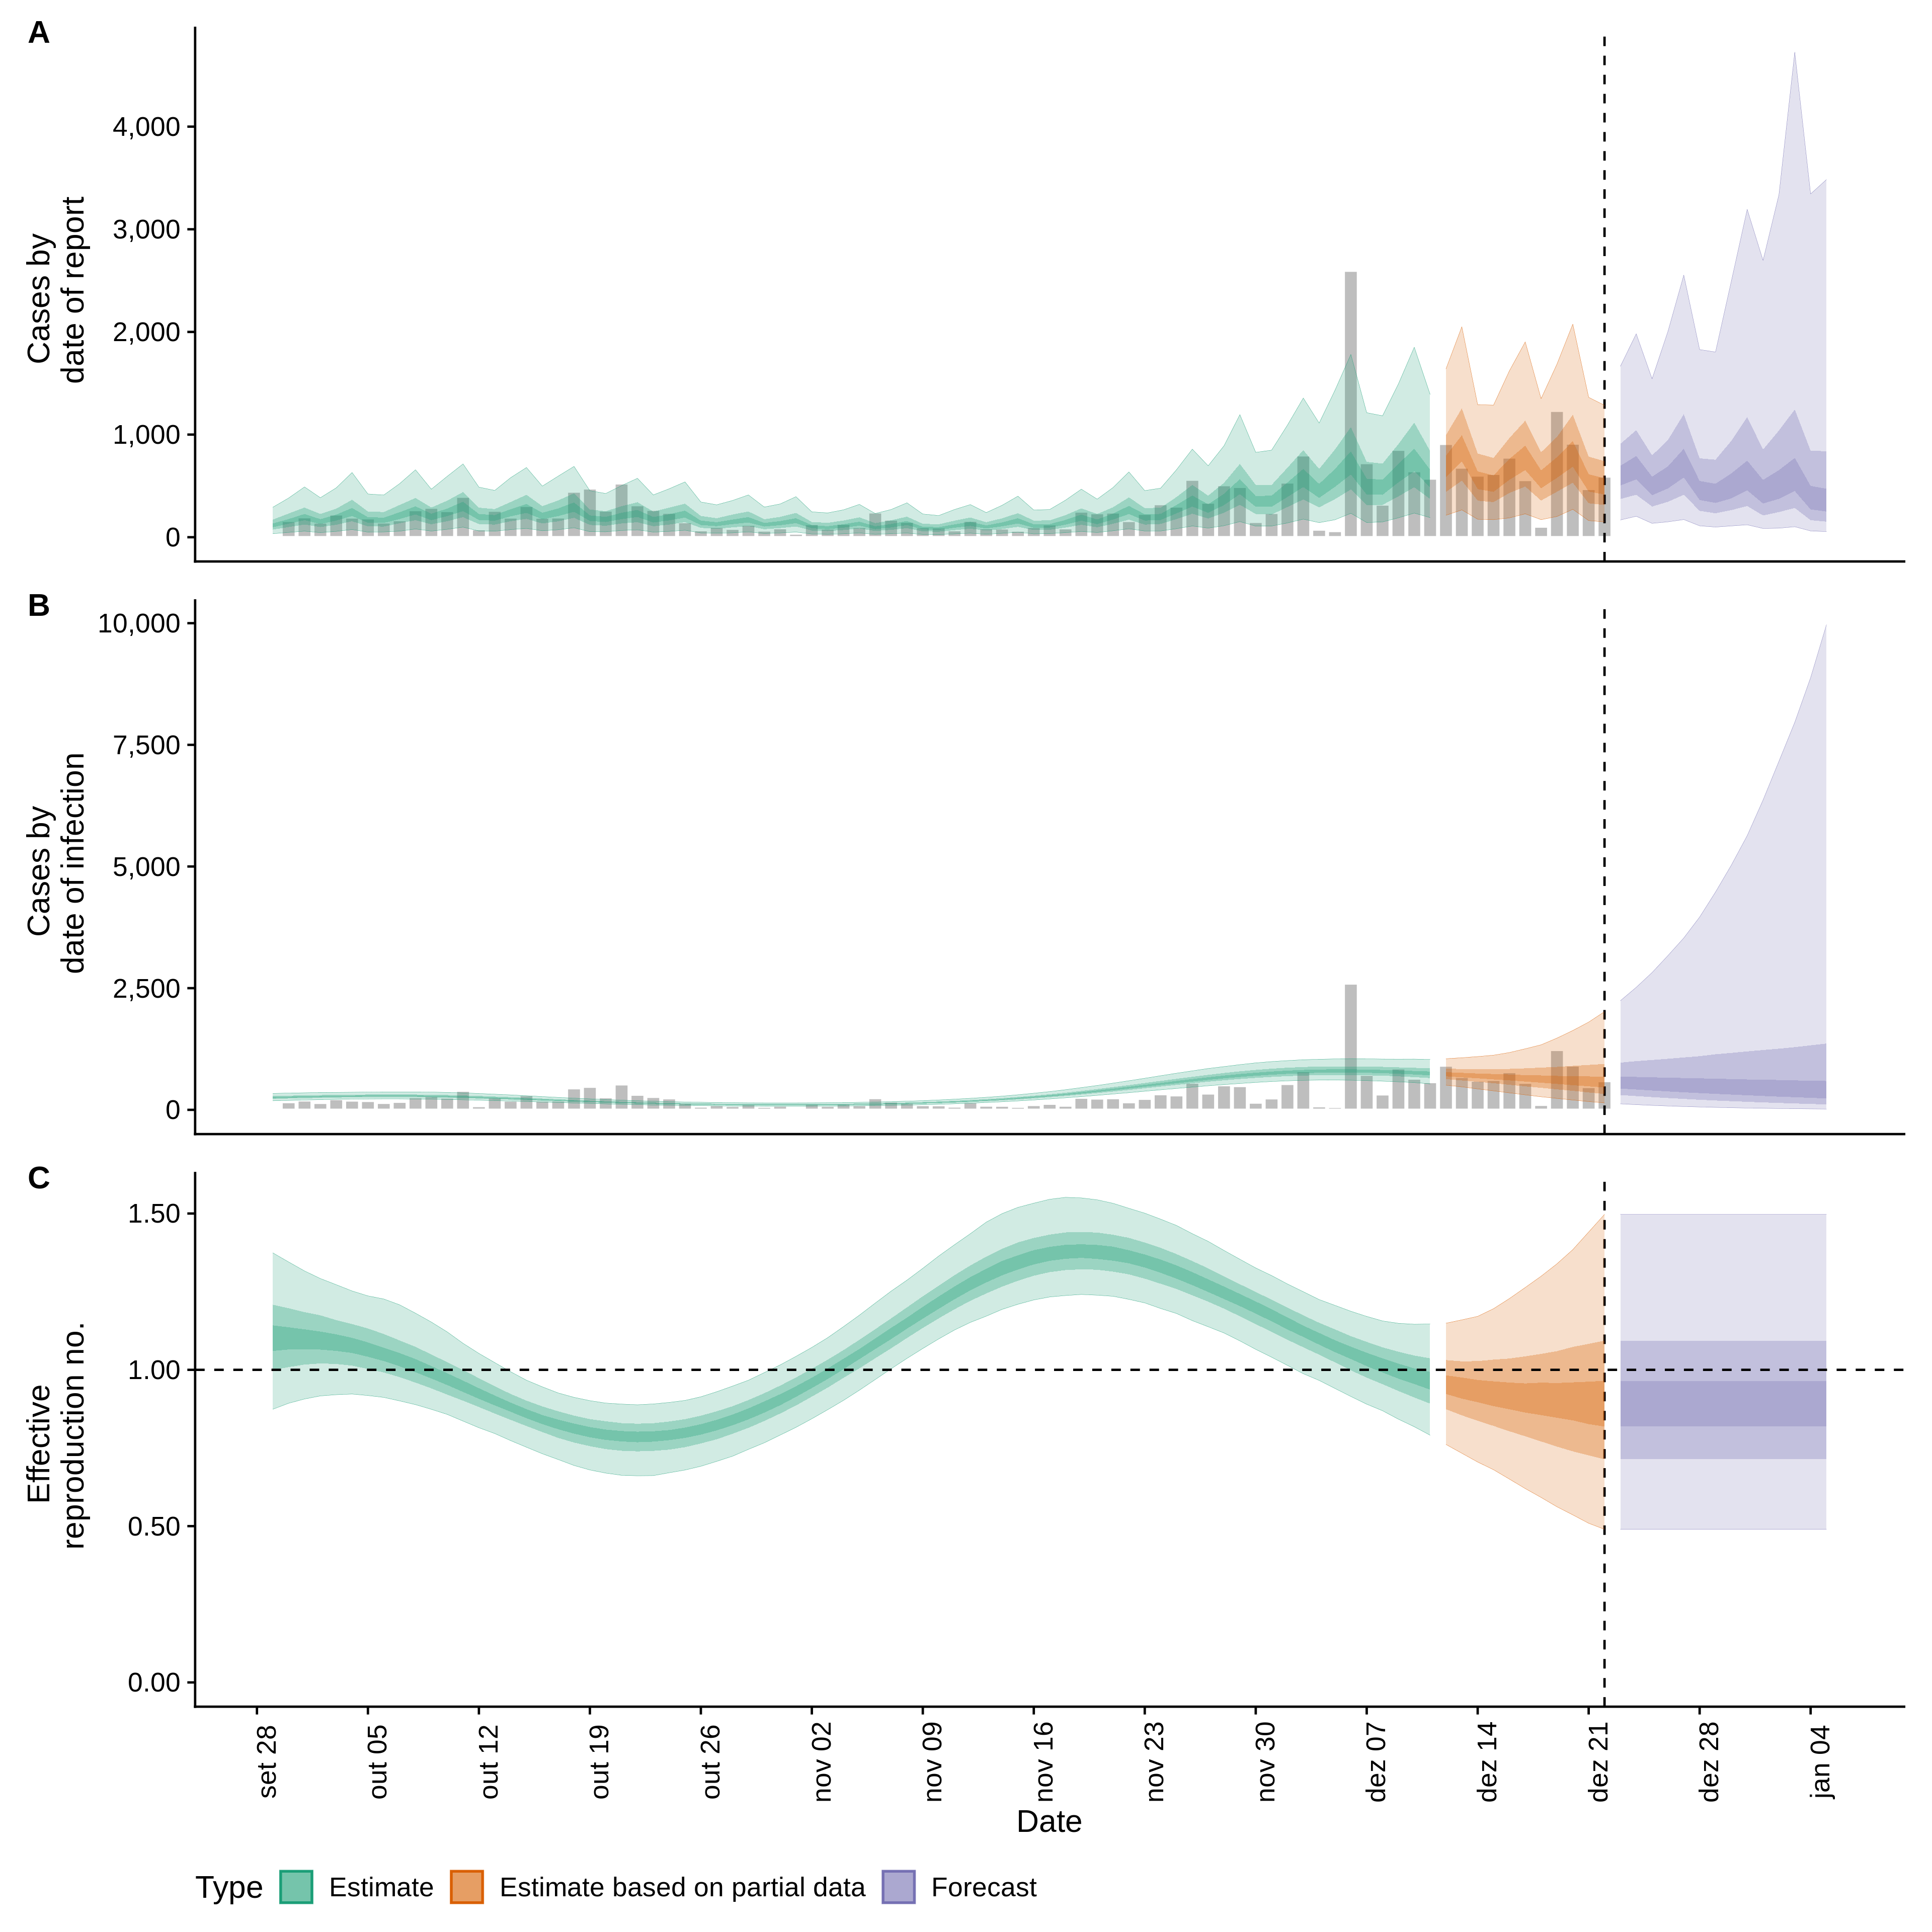 A
Cases by
date of report
4,000
3,000
2,000
1,000
0
B
Cases by
date of infection
10,000
7,500
5,000
2,500
0
C
Effective
reproduction no.
1.50
1.00
0.50
0.00
set 28
out 05
out 12
out 19
out 26
nov 02
nov 09
nov 16
nov 23
nov 30
dez 07
dez 14
dez 21
dez 28
jan 04
Date
Type
Estimate
Estimate based on partial data
Forecast